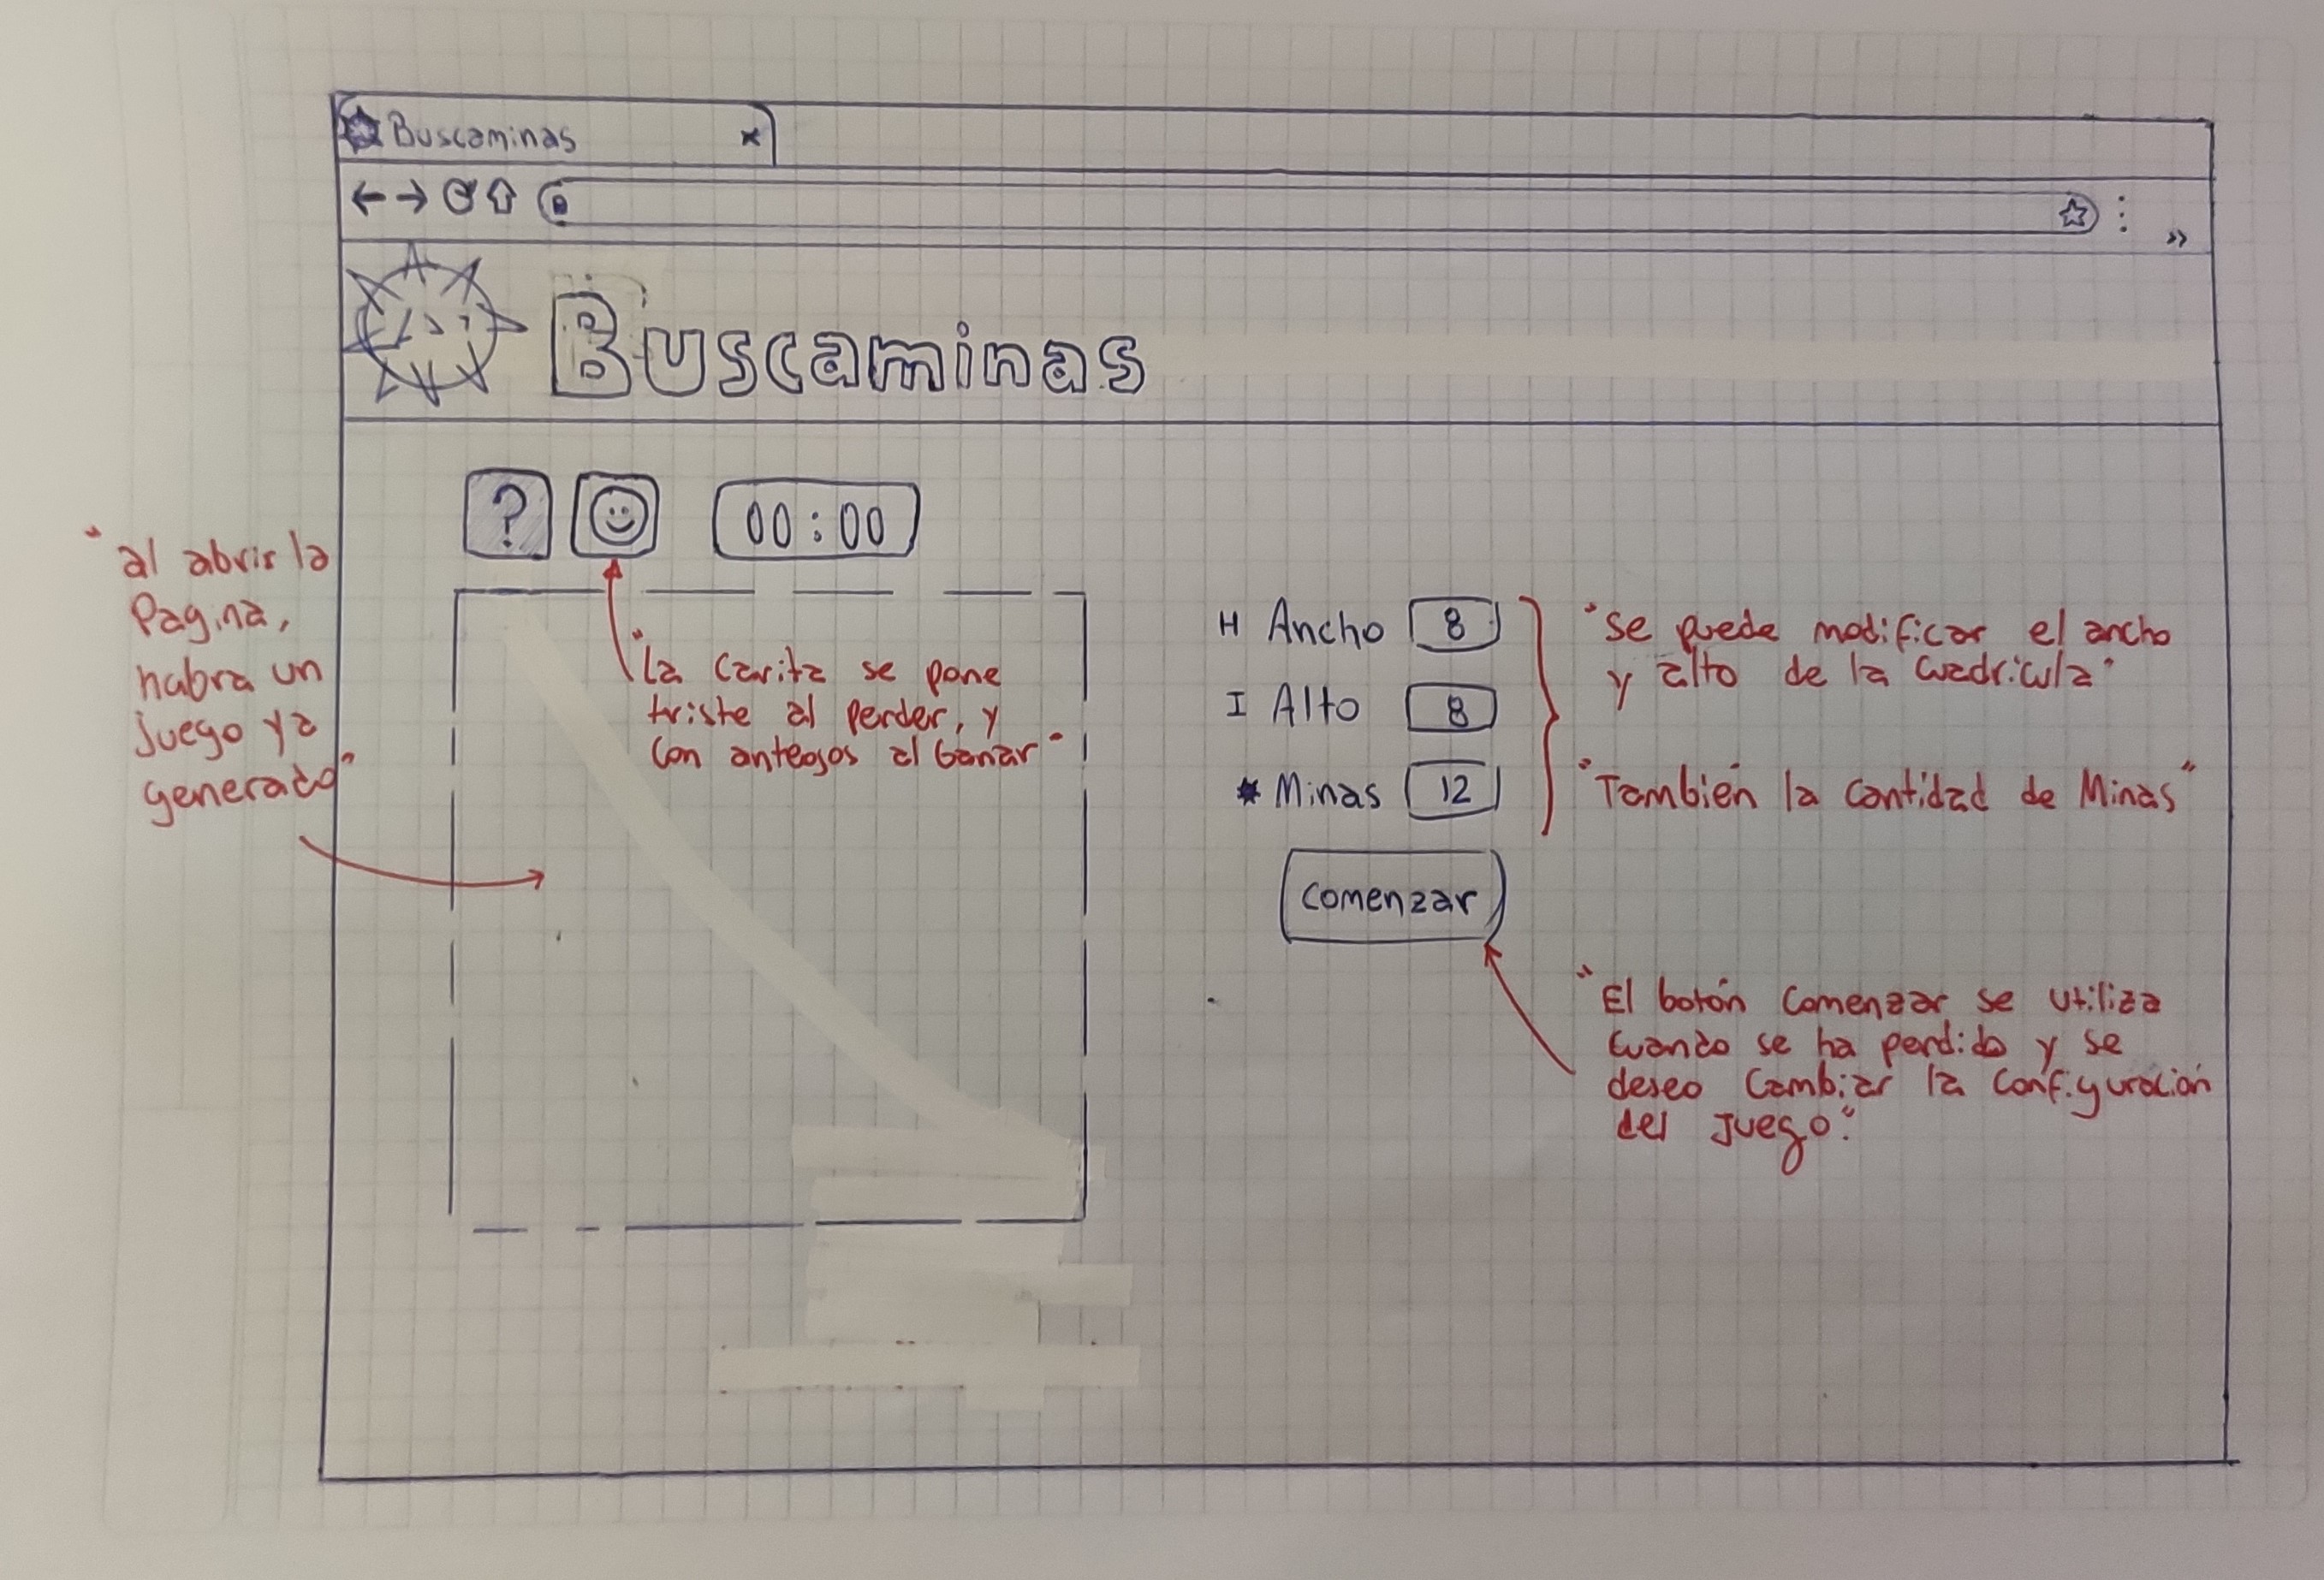 Buscaminas x
Buscaminas
? 00:00
"al abrir la
Pagina,
habra un
juego ya
generado"
"la carita se pone
triste al perder, y
con anteojos al Ganar"
H Ancho 8
I Alto 8
* Minas 12
"se puede modificar el ancho
y alto de la cuadricula"
"También la cantidad de Minas"
comenzar
"El botón comenzar se utiliza
cuando se ha perdido y se
deseo cambiar la configuración
del juego."